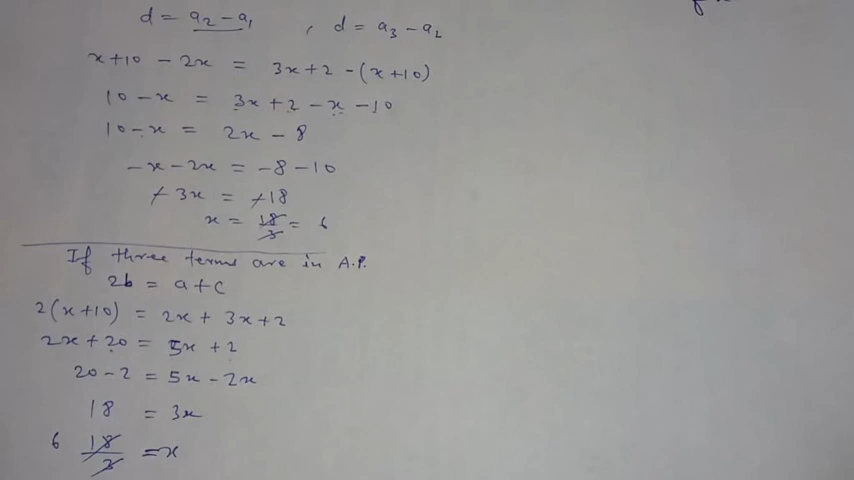 d = a₂ - a₁ , d = a₃ - a₂
x+10 - 2x = 3x+2 - (x+10)
10 - x = 3x + 2 - x - 10
10 - x = 2x - 8
-x - 2x = -8 - 10
-3x = -18
x = 18/3 = 6
If three terms are in A.P.
2b = a+c
2(x+10) = 2x + 3x + 2
2x + 20 = 5x + 2
20 - 2 = 5x - 2x
18 = 3x
6 18/3 = x